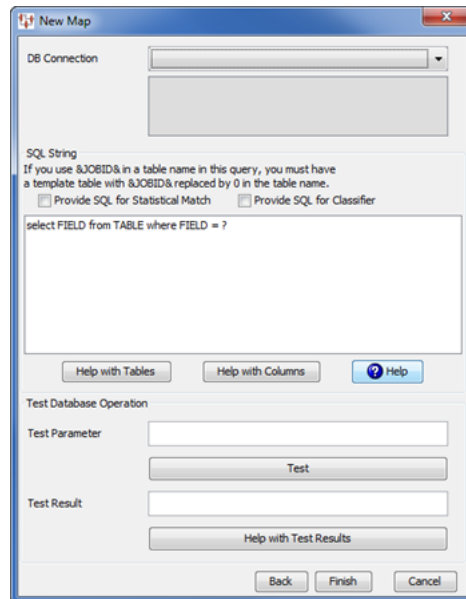 New Map
DB Connection
SQL String
If you use &JOBID& in a table name in this query, you must have
a template table with &JOBID& replaced by 0 in the table name.
Provide SQL for Statistical Match Provide SQL for Classifier
select FIELD from TABLE where FIELD = ?
Help with Tables Help with Columns Help
Test Database Operation
Test Parameter
Test
Test Result
Help with Test Results
Back Finish Cancel